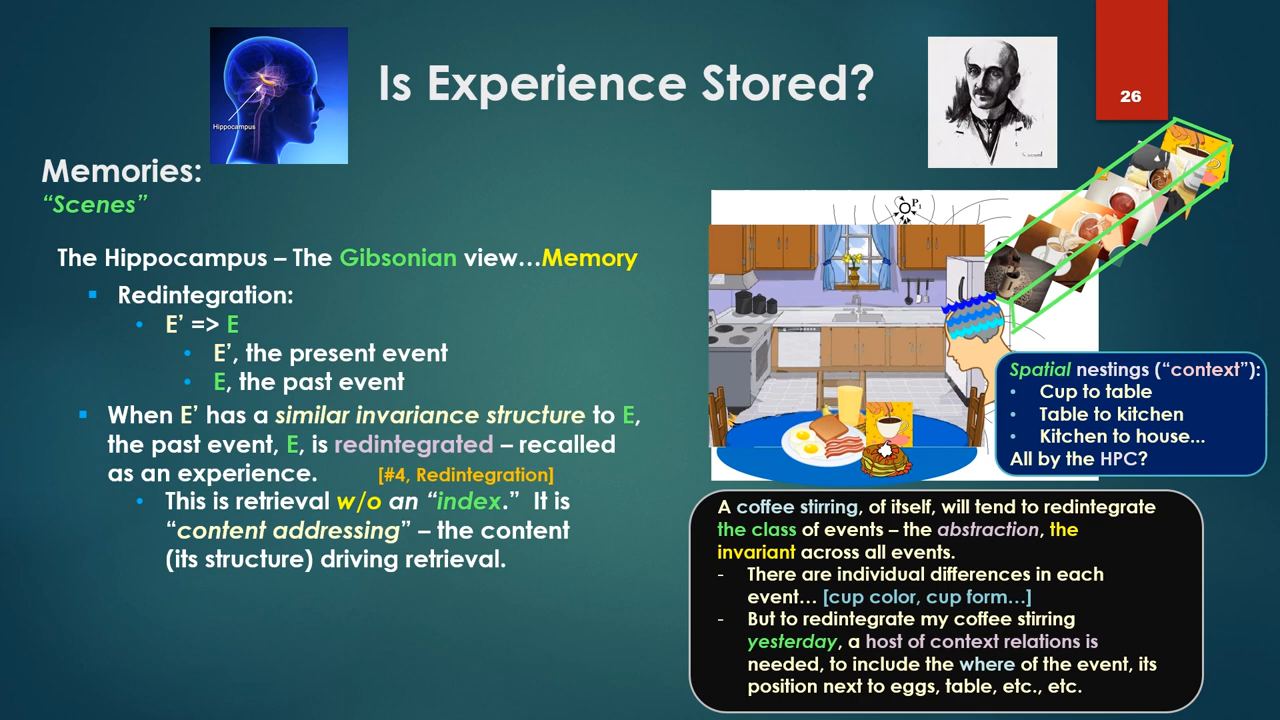 Is Experience Stored?
26
Hippocampus
Memories:
“Scenes”
The Hippocampus – The Gibsonian view…Memory
▪ Redintegration:
• E’ => E
• E’, the present event
• E, the past event
▪ When E’ has a similar invariance structure to E,
the past event, E, is redintegrated – recalled
as an experience. [#4, Redintegration]
• This is retrieval w/o an “index.” It is
“content addressing” – the content
(its structure) driving retrieval.
P1
Spatial nestings (“context”):
• Cup to table
• Table to kitchen
• Kitchen to house...
All by the HPC?
A coffee stirring, of itself, will tend to redintegrate
the class of events – the abstraction, the
invariant across all events.
- There are individual differences in each
event… [cup color, cup form…]
- But to redintegrate my coffee stirring
yesterday, a host of context relations is
needed, to include the where of the event, its
position next to eggs, table, etc., etc.